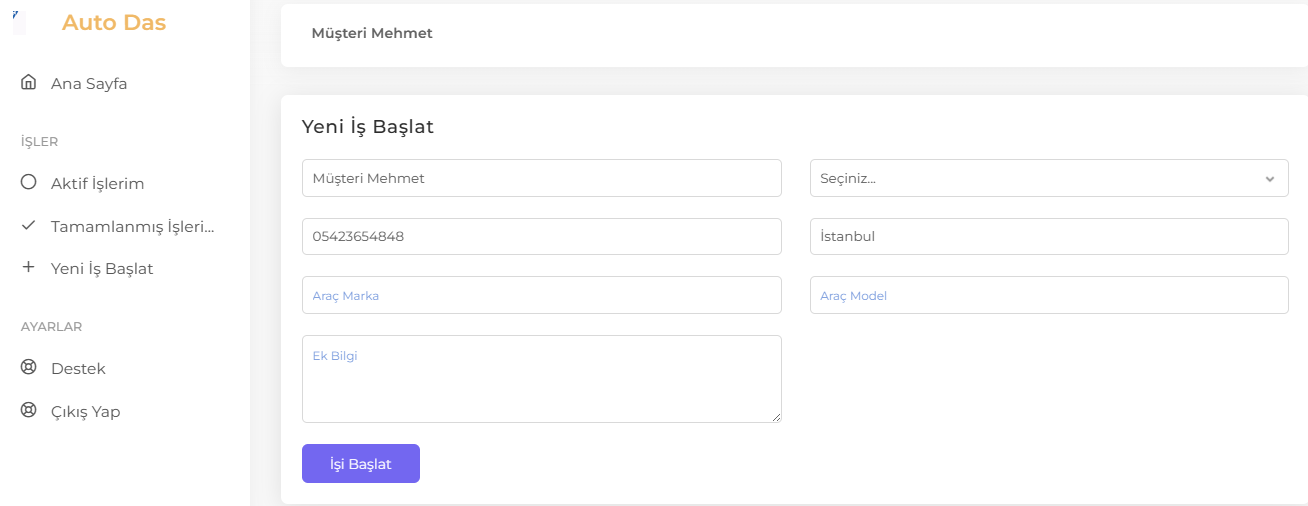 Auto Das
Ana Sayfa
İŞLER
Aktif İşlerim
Tamamlanmış İşleri...
Yeni İş Başlat
AYARLAR
Destek
Çıkış Yap
Müşteri Mehmet
Yeni İş Başlat
Müşteri Mehmet
Seçiniz...
05423654848
İstanbul
Araç Marka
Araç Model
Ek Bilgi
İşi Başlat